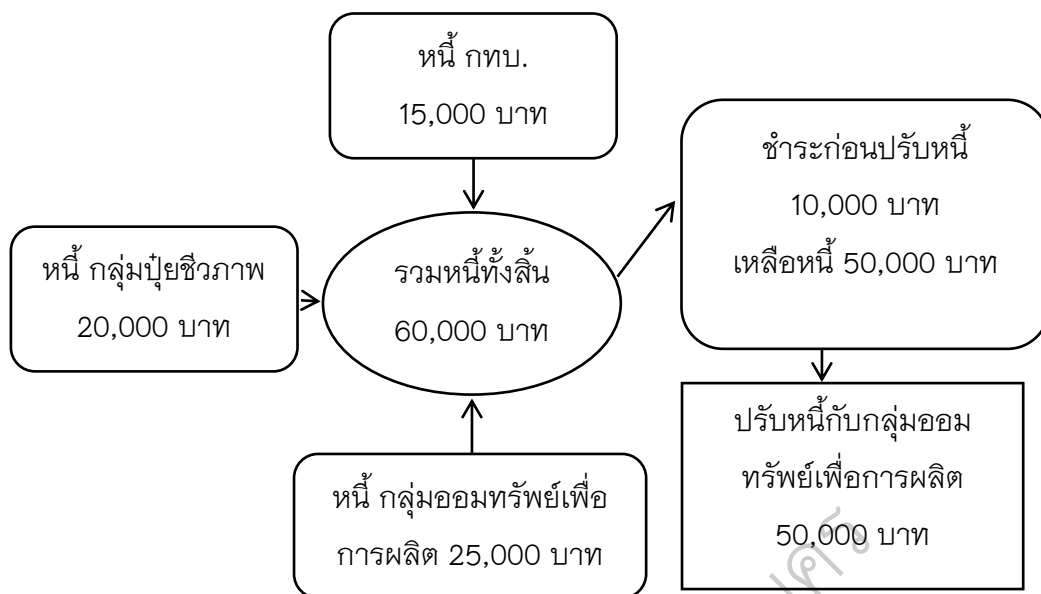 หนี้ กทบ.
15,000 บาท
หนี้ กลุ่มปุ๋ยชีวภาพ
20,000 บาท
รวมหนี้ทั้งสิ้น
60,000 บาท
หนี้ กลุ่มออมทรัพย์เพื่อ
การผลิต 25,000 บาท
ชำระก่อนปรับหนี้
10,000 บาท
เหลือหนี้ 50,000 บาท
ปรับหนี้กับกลุ่มออม
ทรัพย์เพื่อการผลิต
50,000 บาท